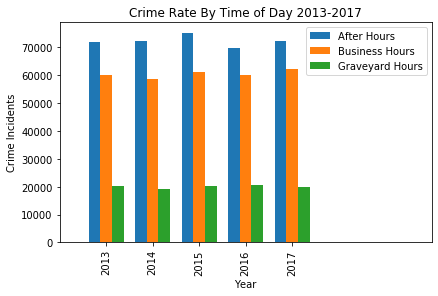 Crime Rate By Time of Day 2013-2017
After Hours
Business Hours
Graveyard Hours
Crime Incidents
70000
60000
50000
40000
30000
20000
10000
0
2013
2014
2015
2016
2017
Year